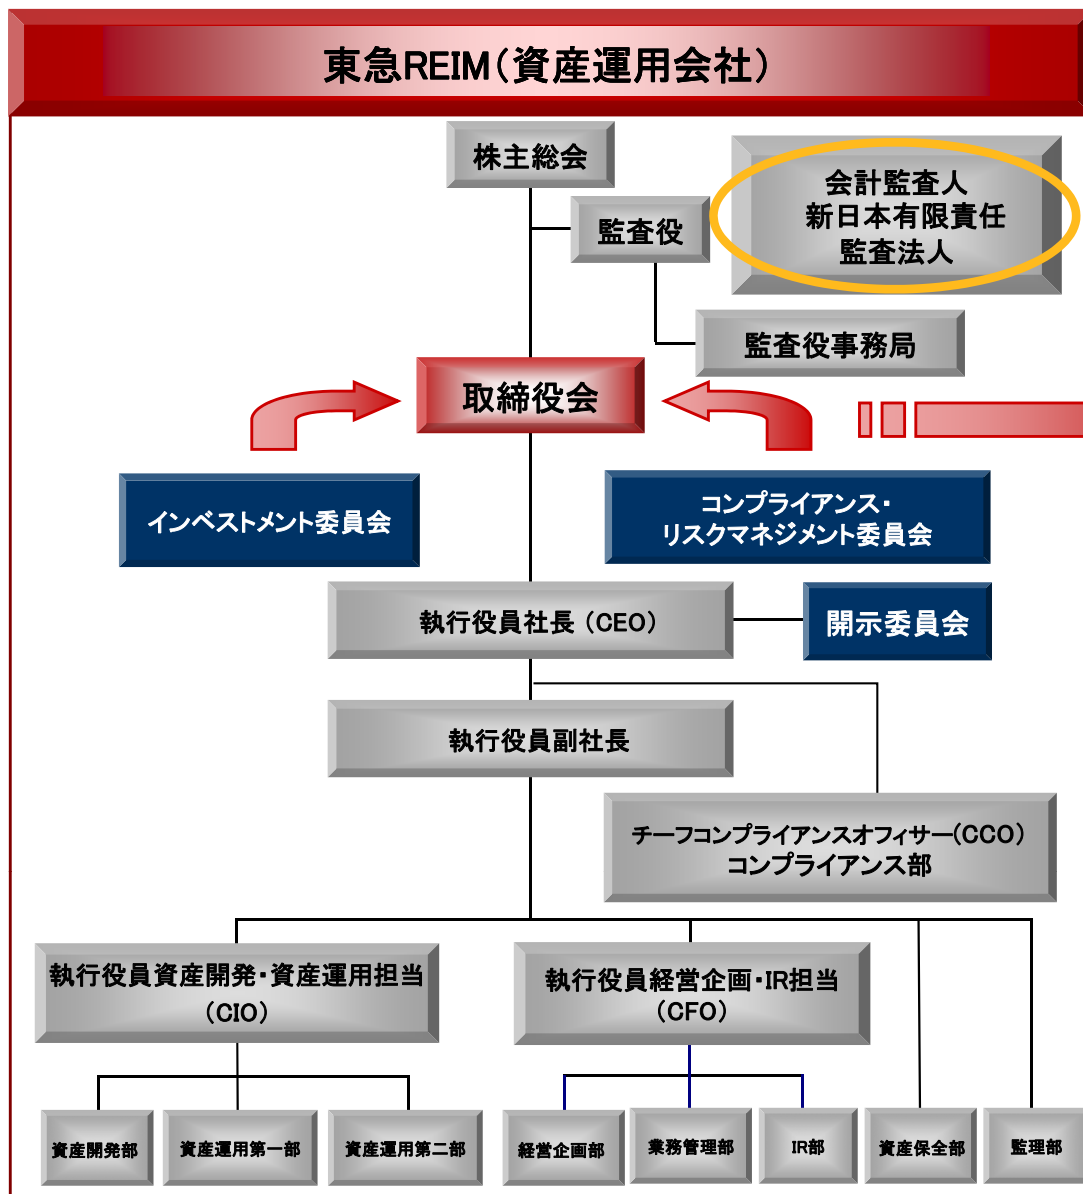 東急REIM（資産運用会社）
株主総会
会計監査人
新日本有限責任
監査法人
監査役
監査役事務局
取締役会
インベストメント委員会
コンプライアンス・
リスクマネジメント委員会
執行役員社長（CEO）
開示委員会
執行役員副社長
チーフコンプライアンスオフィサー（CCO）
コンプライアンス部
執行役員資産開発・資産運用担当
（CIO）
執行役員経営企画・IR担当
（CFO）
資産開発部
資産運用第一部
資産運用第二部
経営企画部
業務管理部
IR部
資産保全部
監理部